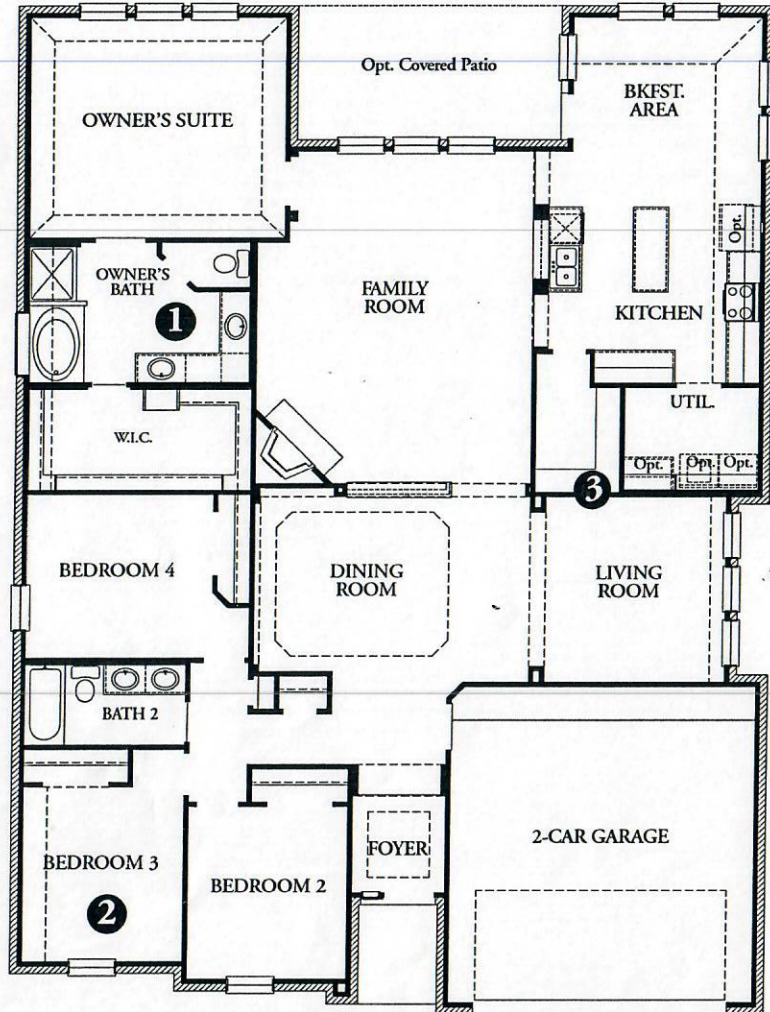 Opt. Covered Patio
BKFST.
AREA
OWNER'S SUITE
Opt.
OWNER'S
BATH
1
FAMILY
ROOM
KITCHEN
UTIL.
W.I.C.
Opt.
Opt.
Opt.
3
BEDROOM 4
DINING
ROOM
LIVING
ROOM
BATH 2
BEDROOM 3
2
BEDROOM 2
FOYER
2-CAR GARAGE